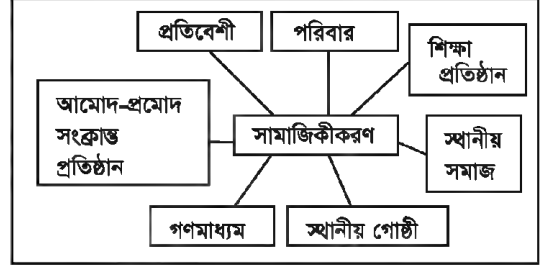 প্রতিবেশী
পরিবার
শিক্ষা
প্রতিষ্ঠান
আমোদ-প্রমোদ
সংক্রান্ত
প্রতিষ্ঠান
সামাজিকীকরণ
স্থানীয়
সমাজ
গণমাধ্যম
স্থানীয় গোষ্ঠী